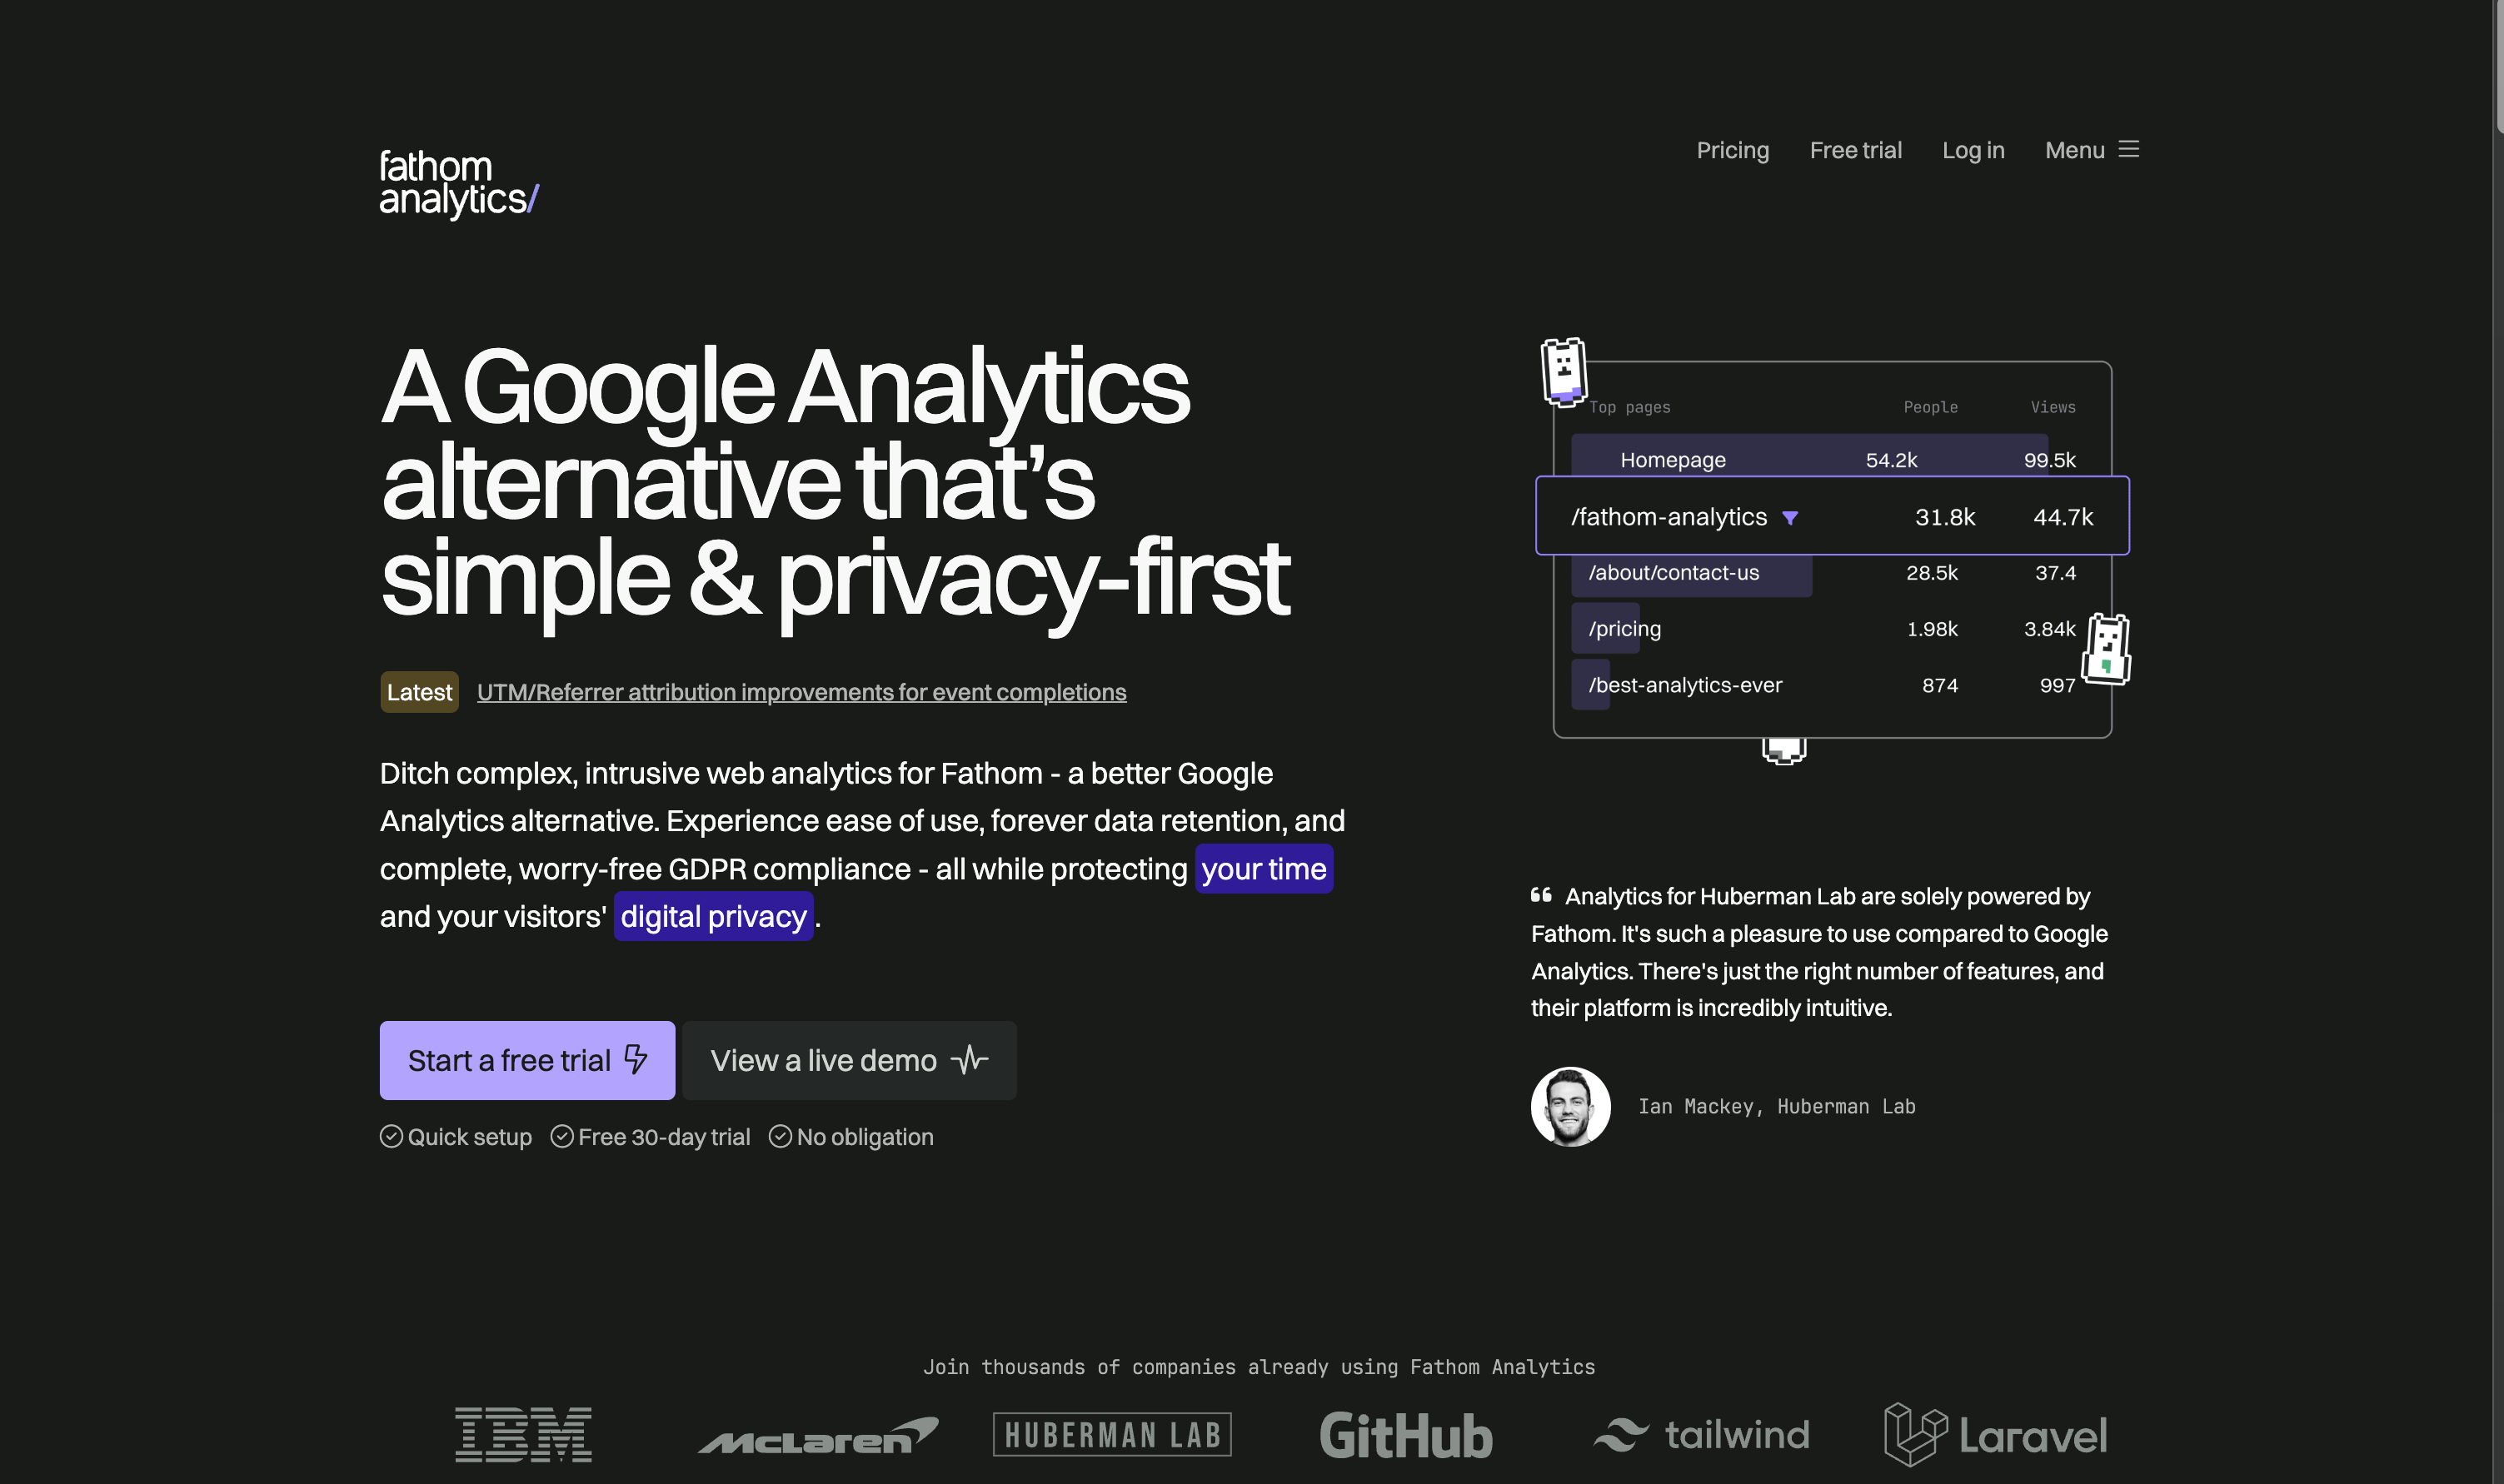 fathom
analytics/
Pricing Free trial Log in Menu
A Google Analytics
alternative that’s
simple & privacy-first
Latest UTM/Referrer attribution improvements for event completions
Ditch complex, intrusive web analytics for Fathom - a better Google
Analytics alternative. Experience ease of use, forever data retention, and
complete, worry-free GDPR compliance - all while protecting your time
and your visitors' digital privacy.
Start a free trial View a live demo
Quick setup Free 30-day trial No obligation
Top pages People Views
Homepage 54.2k 99.5k
/fathom-analytics 31.8k 44.7k
/about/contact-us 28.5k 37.4
/pricing 1.98k 3.84k
/best-analytics-ever 874 997
“ Analytics for Huberman Lab are solely powered by
Fathom. It's such a pleasure to use compared to Google
Analytics. There's just the right number of features, and
their platform is incredibly intuitive.
Ian Mackey, Huberman Lab
Join thousands of companies already using Fathom Analytics
IBM McLaren HUBERMAN LAB GitHub tailwind Laravel